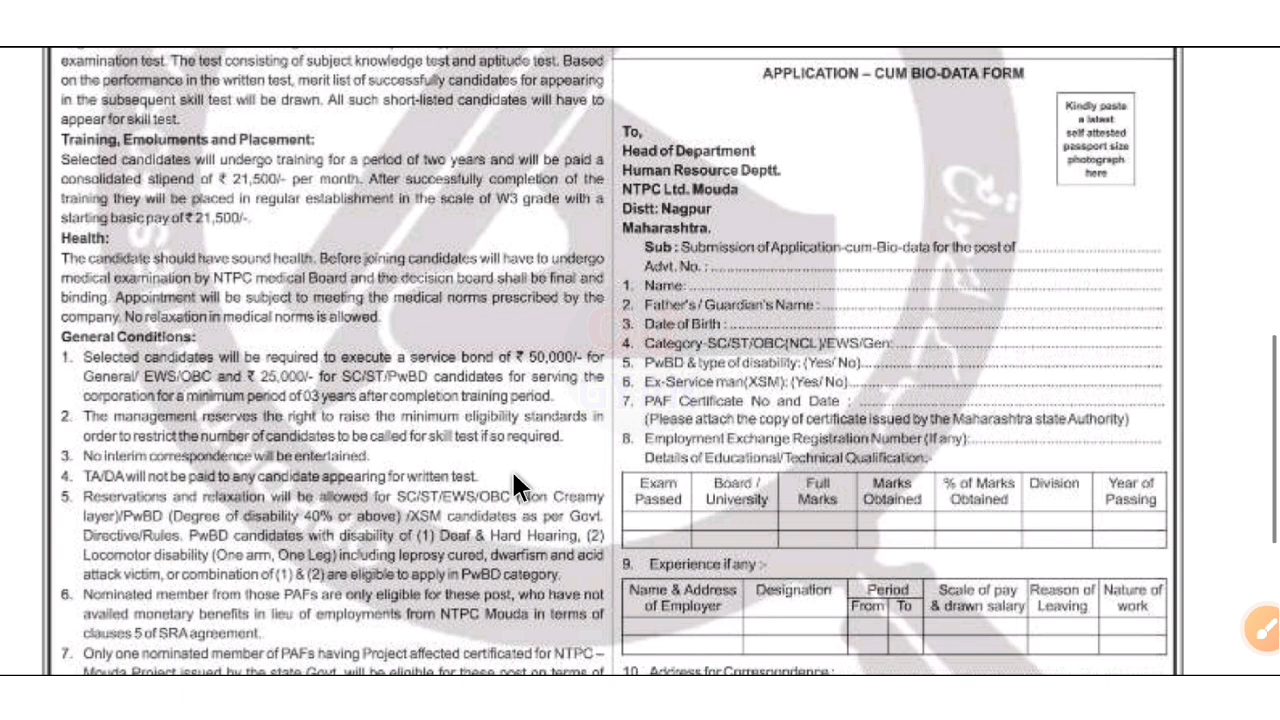 examination test. The test consisting of subject knowledge test and aptitude test. Based
on the performance in the written test, merit list of successfully candidates for appearing
in the subsequent skill test will be drawn. All such short-listed candidates will have to
appear for skill test.
Training, Emoluments and Placement:
Selected candidates will undergo training for a period of two years and will be paid a
consolidated stipend of ₹ 21,500/- per month. After successfully completion of the
training they will be placed in regular establishment in the scale of W3 grade with a
starting basic pay of ₹ 21,500/-.
Health:
The candidate should have sound health. Before joining candidates will have to undergo
medical examination by NTPC medical Board and the decision board shall be final and
binding. Appointment will be subject to meeting the medical norms prescribed by the
company. No relaxation in medical norms is allowed.
General Conditions:
1. Selected candidates will be required to execute a service bond of ₹ 50,000/- for
General/ EWS/OBC and ₹ 25,000/- for SC/ST/PwBD candidates for serving the
corporation for a minimum period of 03 years after completion training period.
2. The management reserves the right to raise the minimum eligibility standards in
order to restrict the number of candidates to be called for skill test if so required.
3. No interim correspondence will be entertained.
4. TA/DA will not be paid to any candidate appearing for written test.
5. Reservations and relaxation will be allowed for SC/ST/EWS/OBC Creamy
layer)/PwBD (Degree of disability 40% or above) /XSM candidates as per Govt.
Directive/Rules. PwBD candidates with disability of (1) Deaf & Hard Hearing, (2)
Locomotor disability (One arm, One Leg) including leprosy cured, dwarfism and acid
attack victim, or combination of (1) & (2) are eligible to apply in PwBD category.
6. Nominated member from those PAFs are only eligible for these post, who have not
availed monetary benefits in lieu of employments from NTPC Mouda in terms of
clauses 5 of SRA agreement.
7. Only one nominated member of PAFs having Project affected certificated for NTPC –
Mouda Project issued by the state Govt. will be eligible for these post on terms of
APPLICATION – CUM BIO-DATA FORM
Kindly paste
a latest
self attested
passport size
photograph
here
To,
Head of Department
Human Resource Deptt.
NTPC Ltd. Mouda
Distt: Nagpur
Maharashtra.
Sub : Submission of Application-cum-Bio-data for the post of
Advt. No. :
1. Name:
2. Father's / Guardian's Name :
3. Date of Birth :
4. Category-SC/ST/OBC(NCL)/EWS/Gen:
5. PwBD & type of disability: (Yes/ No)
6. Ex-Service man(XSM): (Yes/ No)
7. PAF Certificate No and Date :
(Please attach the copy of certificate issued by the Maharashtra state Authority)
8. Employment Exchange Registration Number (If any):
Details of Educational/Technical Qualification:-
Exam Passed Board / University Full Marks Marks Obtained % of Marks Obtained Division Year of Passing
9. Experience if any :-
Name & Address of Employer Designation Period From To Scale of pay & drawn salary Reason of Leaving Nature of work
10. Address for Correspondence :